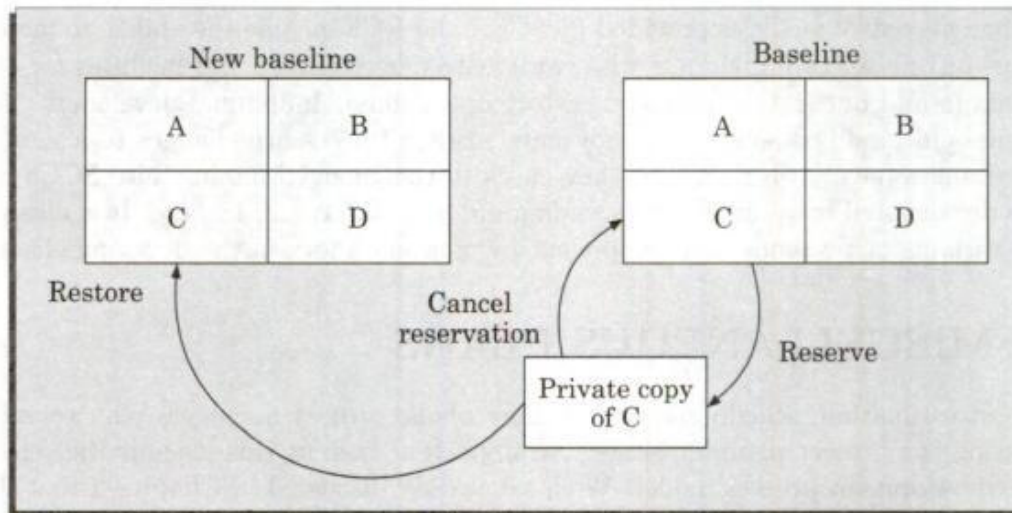 New baseline
Baseline
A B
A B
C D
C D
Restore
Cancel
reservation
Reserve
Private copy
of C